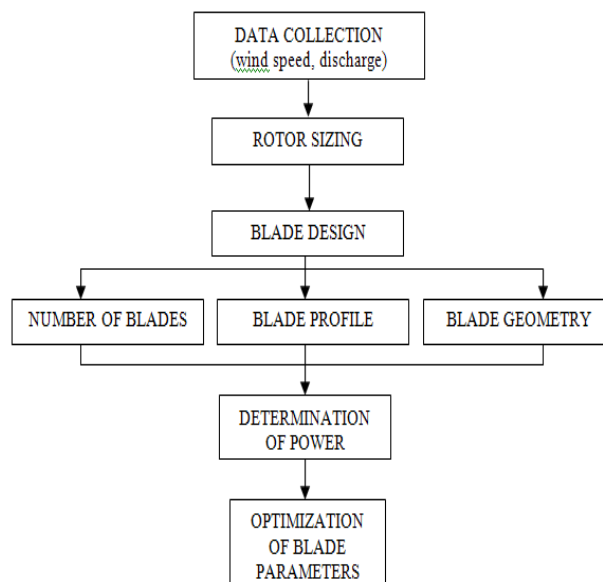 DATA COLLECTION
(wind speed, discharge)
ROTOR SIZING
BLADE DESIGN
NUMBER OF BLADES
BLADE PROFILE
BLADE GEOMETRY
DETERMINATION
OF POWER
OPTIMIZATION
OF BLADE
PARAMETERS